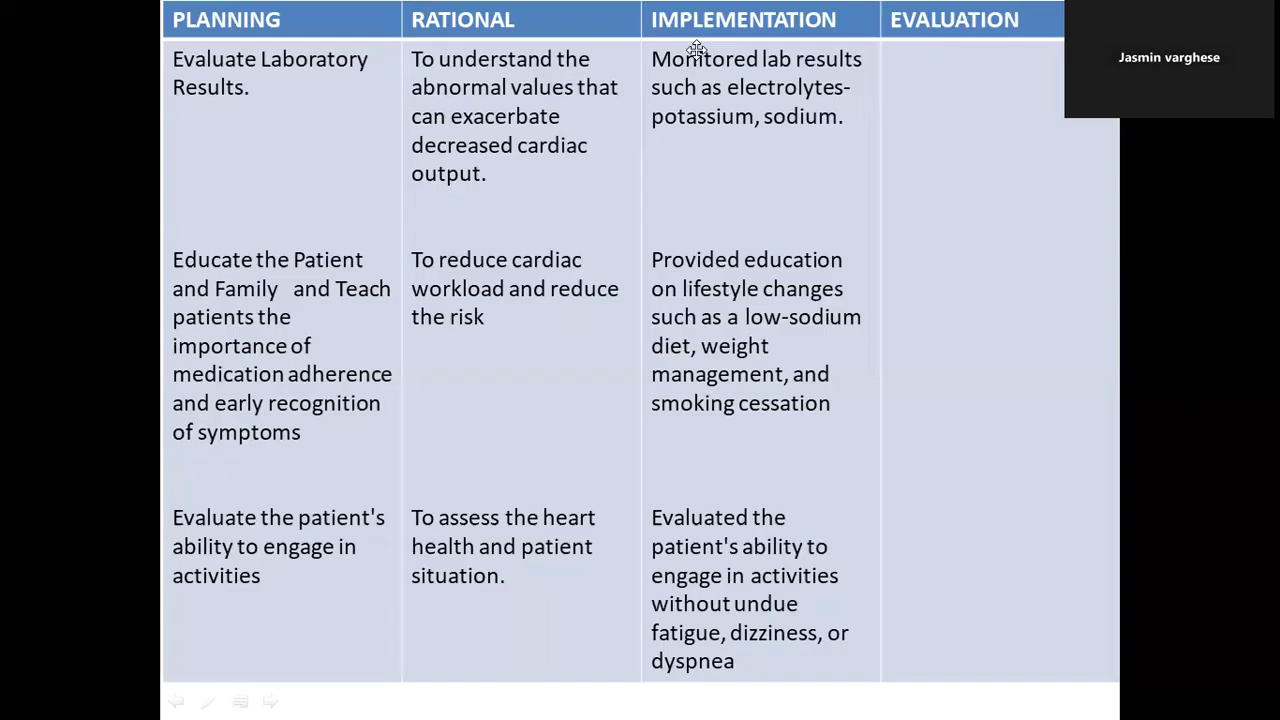 PLANNING
RATIONAL
IMPLEMENTATION
EVALUATION
Jasmin varghese
Evaluate Laboratory
Results.
To understand the
abnormal values that
can exacerbate
decreased cardiac
output.
Monitored lab results
such as electrolytes-
potassium, sodium.
Educate the Patient
and Family and Teach
patients the
importance of
medication adherence
and early recognition
of symptoms
To reduce cardiac
workload and reduce
the risk
Provided education
on lifestyle changes
such as a low-sodium
diet, weight
management, and
smoking cessation
Evaluate the patient's
ability to engage in
activities
To assess the heart
health and patient
situation.
Evaluated the
patient's ability to
engage in activities
without undue
fatigue, dizziness, or
dyspnea